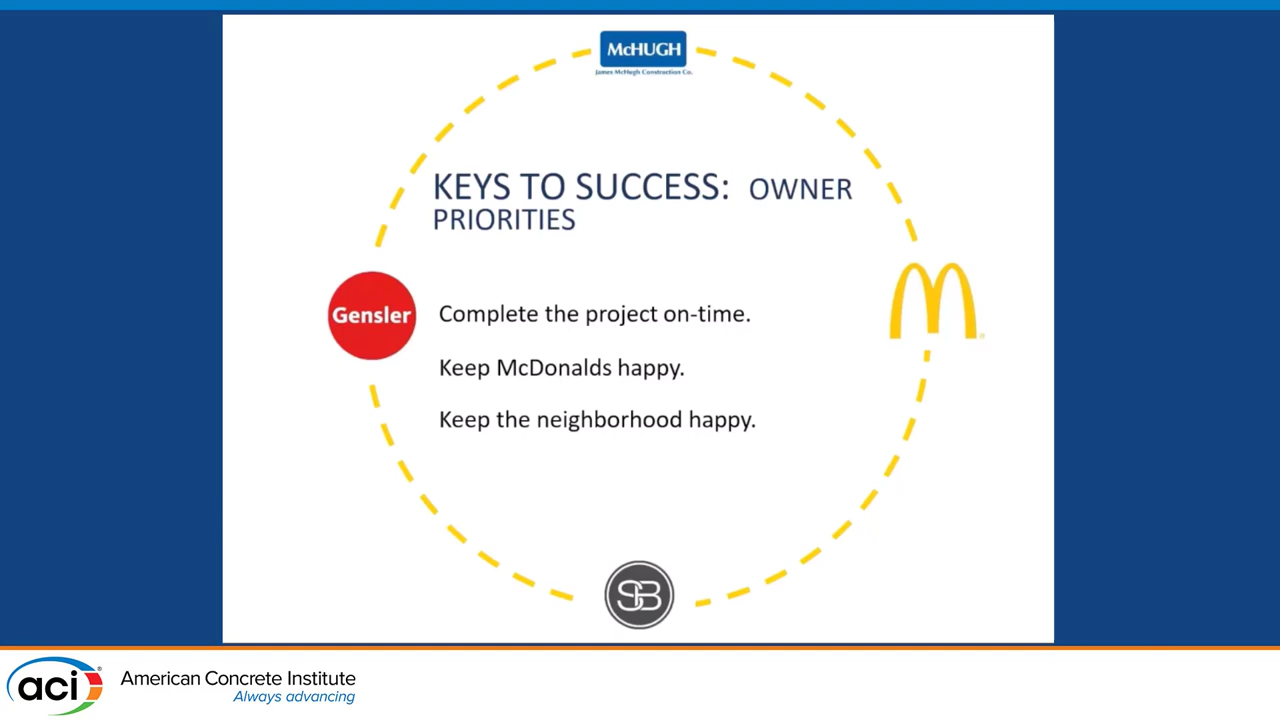 McHUGH
James McHugh Construction Co.
KEYS TO SUCCESS: OWNER
PRIORITIES
Gensler
Complete the project on-time.
Keep McDonalds happy.
Keep the neighborhood happy.
SB
aci®
American Concrete Institute
Always advancing